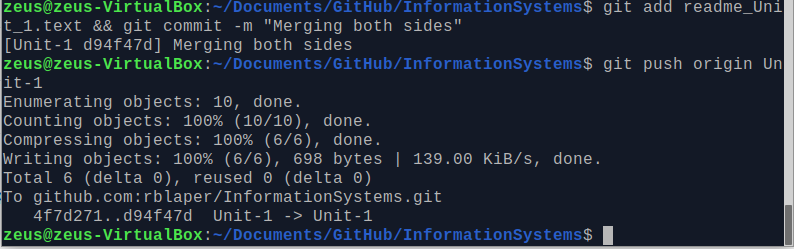 zeus@zeus-VirtualBox:~/Documents/GitHub/InformationSystems$ git add readme_Uni
t_1.text && git commit -m "Merging both sides"
[Unit-1 d94f47d] Merging both sides
zeus@zeus-VirtualBox:~/Documents/GitHub/InformationSystems$ git push origin Un
it-1
Enumerating objects: 10, done.
Counting objects: 100% (10/10), done.
Compressing objects: 100% (6/6), done.
Writing objects: 100% (6/6), 698 bytes | 139.00 KiB/s, done.
Total 6 (delta 0), reused 0 (delta 0)
To github.com:rblaper/InformationSystems.git
   4f7d271..d94f47d  Unit-1 -> Unit-1
zeus@zeus-VirtualBox:~/Documents/GitHub/InformationSystems$